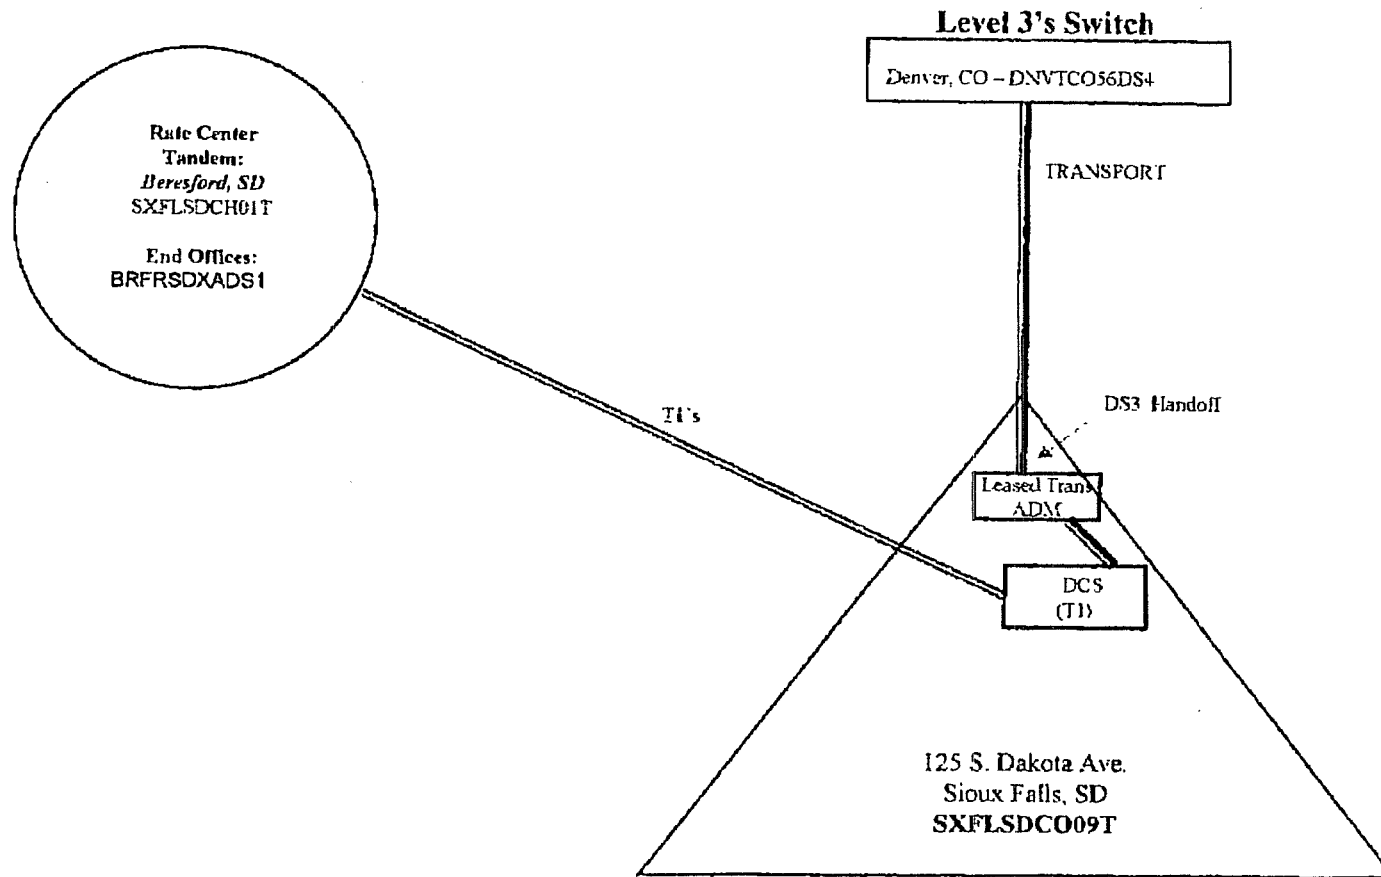 Level 3's Switch
Denver, CO – DNVTCO56DS4
Rate Center
Tandem:
Beresford, SD
SXFLSDCH01T
End Offices:
BRFRSDXADS1
TRANSPORT
T1's
DS3 Handoff
Leased Trans
ADM
DCS
(T1)
125 S. Dakota Ave.
Sioux Falls, SD
SXFLSDCO09T